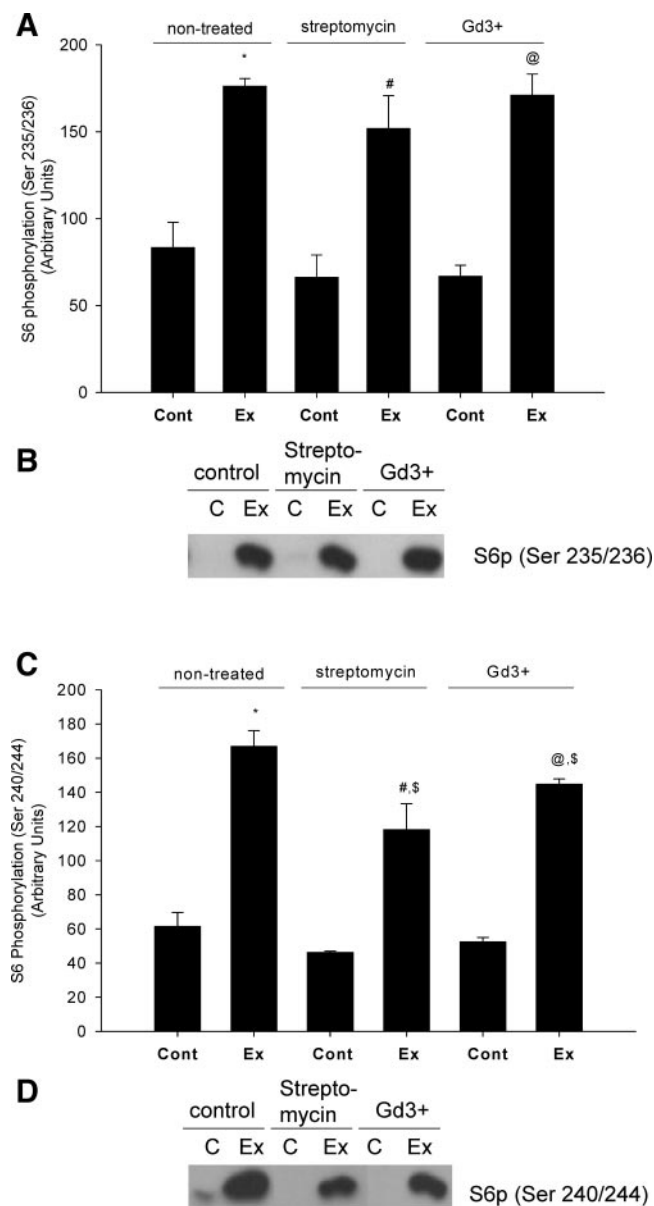 A
non-treated streptomycin Gd3+
* # @
S6 phosphorylation (Ser 235/236)
(Arbitrary Units)
200
150
100
50
0
Cont Ex Cont Ex Cont Ex
B
control Strepto-
mycin Gd3+
C Ex C Ex C Ex
S6p (Ser 235/236)
C
non-treated streptomycin Gd3+
* #,$ @,$
S6 Phosphorylation (Ser 240/244)
(Arbitrary Units)
200
180
160
140
120
100
80
60
40
20
0
Cont Ex Cont Ex Cont Ex
D
control Strepto-
mycin Gd3+
C Ex C Ex C Ex
S6p (Ser 240/244)